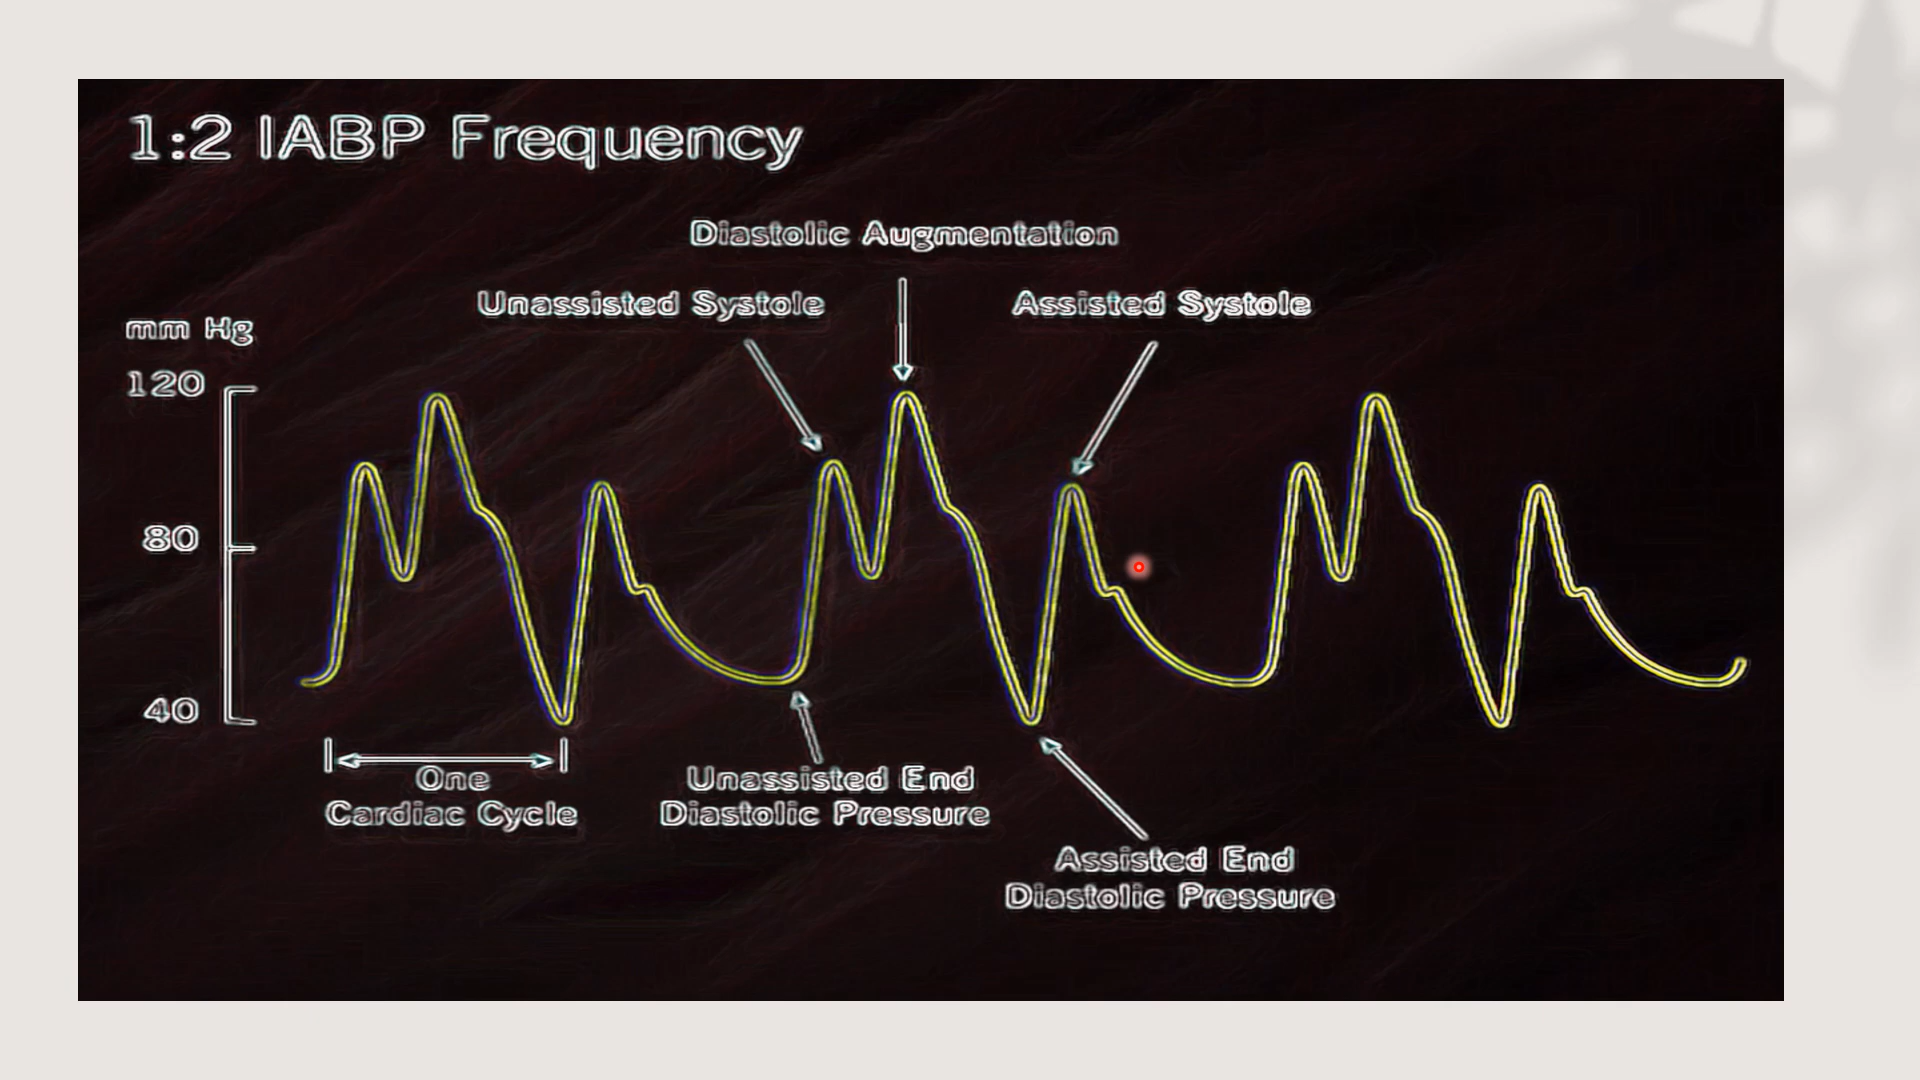 1:2 IABP Frequency
Diastolic Augmentation
Unassisted Systole
Assisted Systole
mm Hg
120
80
40
One
Cardiac Cycle
Unassisted End
Diastolic Pressure
Assisted End
Diastolic Pressure